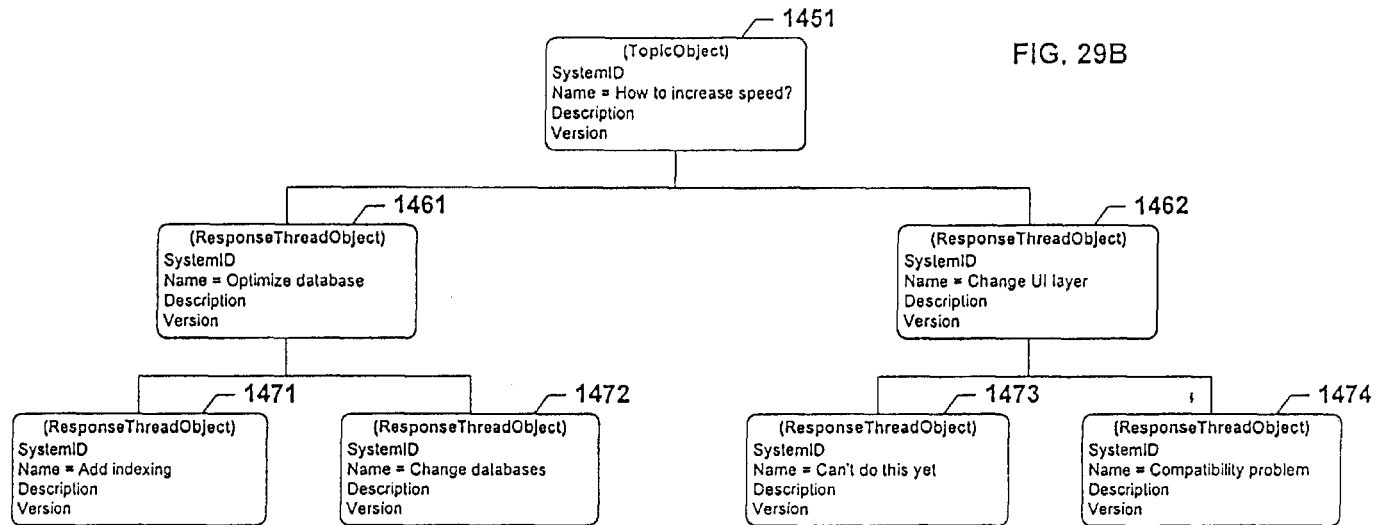 1451
FIG. 29B
(TopicObject)
SystemID
Name = How to increase speed?
Description
Version
1461
(ResponseThreadObject)
SystemID
Name = Optimize database
Description
Version
1462
(ResponseThreadObject)
SystemID
Name = Change UI layer
Description
Version
1471
(ResponseThreadObject)
SystemID
Name = Add indexing
Description
Version
1472
(ResponseThreadObject)
SystemID
Name = Change databases
Description
Version
1473
(ResponseThreadObject)
SystemID
Name = Can't do this yet
Description
Version
1474
(ResponseThreadObject)
SystemID
Name = Compatibility problem
Description
Version